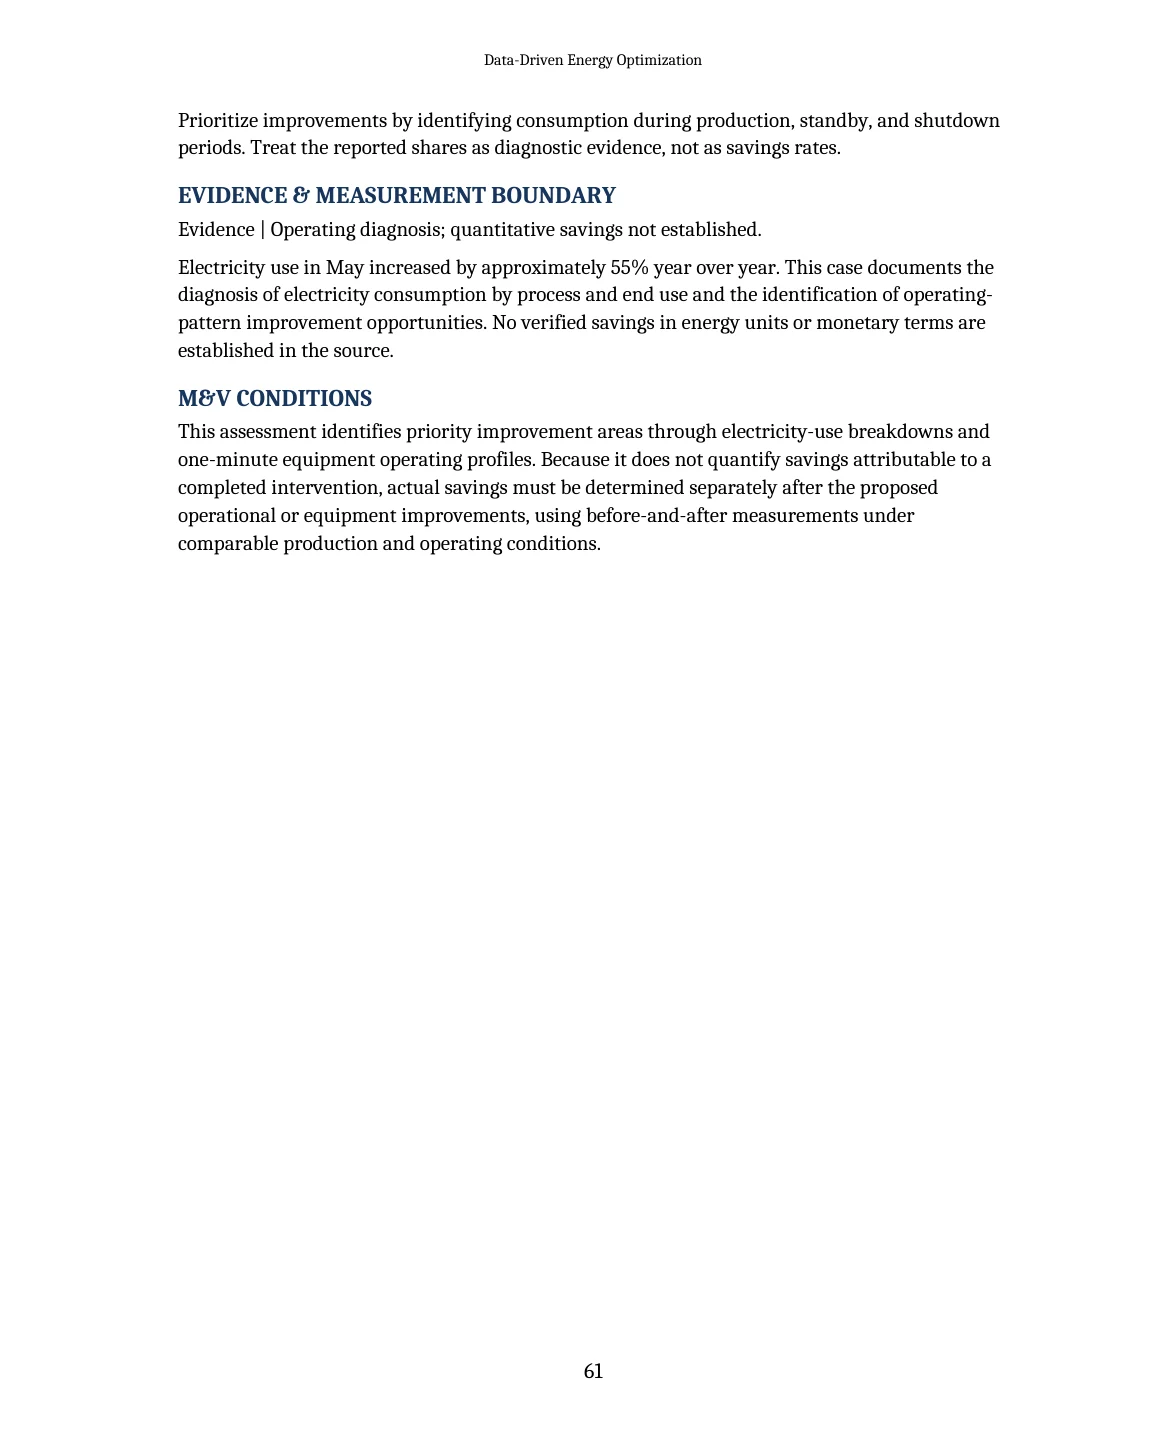 Data-Driven Energy Optimization
Prioritize improvements by identifying consumption during production, standby, and shutdown
periods. Treat the reported shares as diagnostic evidence, not as savings rates.
EVIDENCE & MEASUREMENT BOUNDARY
Evidence | Operating diagnosis; quantitative savings not established.
Electricity use in May increased by approximately 55% year over year. This case documents the
diagnosis of electricity consumption by process and end use and the identification of operating-
pattern improvement opportunities. No verified savings in energy units or monetary terms are
established in the source.
M&V CONDITIONS
This assessment identifies priority improvement areas through electricity-use breakdowns and
one-minute equipment operating profiles. Because it does not quantify savings attributable to a
completed intervention, actual savings must be determined separately after the proposed
operational or equipment improvements, using before-and-after measurements under
comparable production and operating conditions.
61